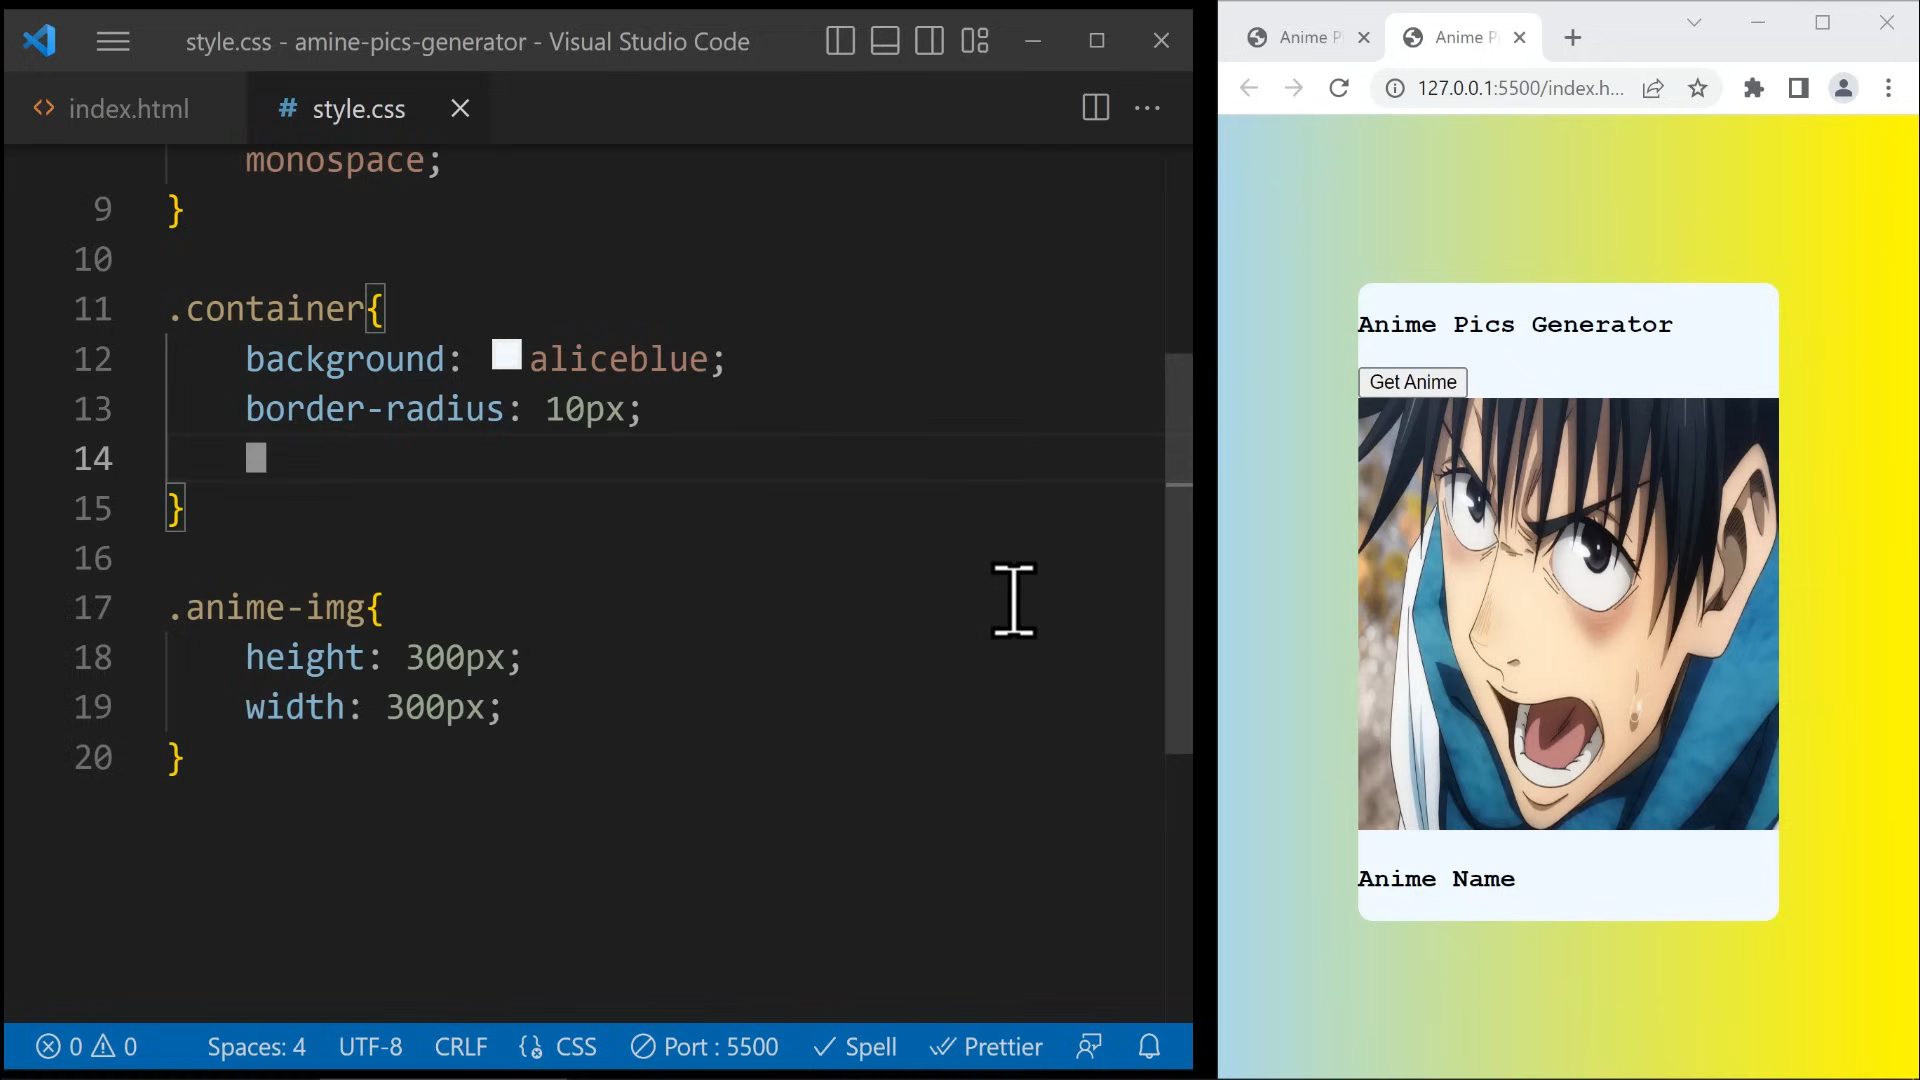 style.css - amine-pics-generator - Visual Studio Code
index.html
# style.css
monospace;
9 }
10
11 .container{
12 background: aliceblue;
13 border-radius: 10px;
14
15 }
16
17 .anime-img{
18 height: 300px;
19 width: 300px;
20 }
0 0 Spaces: 4 UTF-8 CRLF CSS Port : 5500 Spell Prettier
Anime P Anime P
127.0.0.1:5500/index.h...
Anime Pics Generator
Get Anime
Anime Name